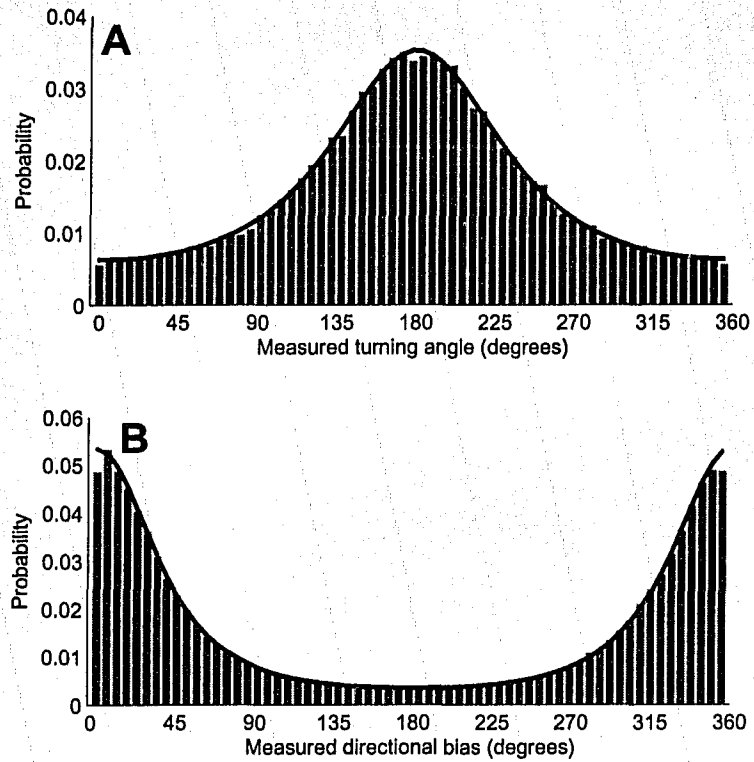 A
0.04
0.03
0.02
0.01
0
Probability
0 45 90 135 180 225 270 315 360
Measured turning angle (degrees)
B
0.06
0.05
0.04
0.03
0.02
0.01
0
Probability
0 45 90 135 180 225 270 315 360
Measured directional bias (degrees)